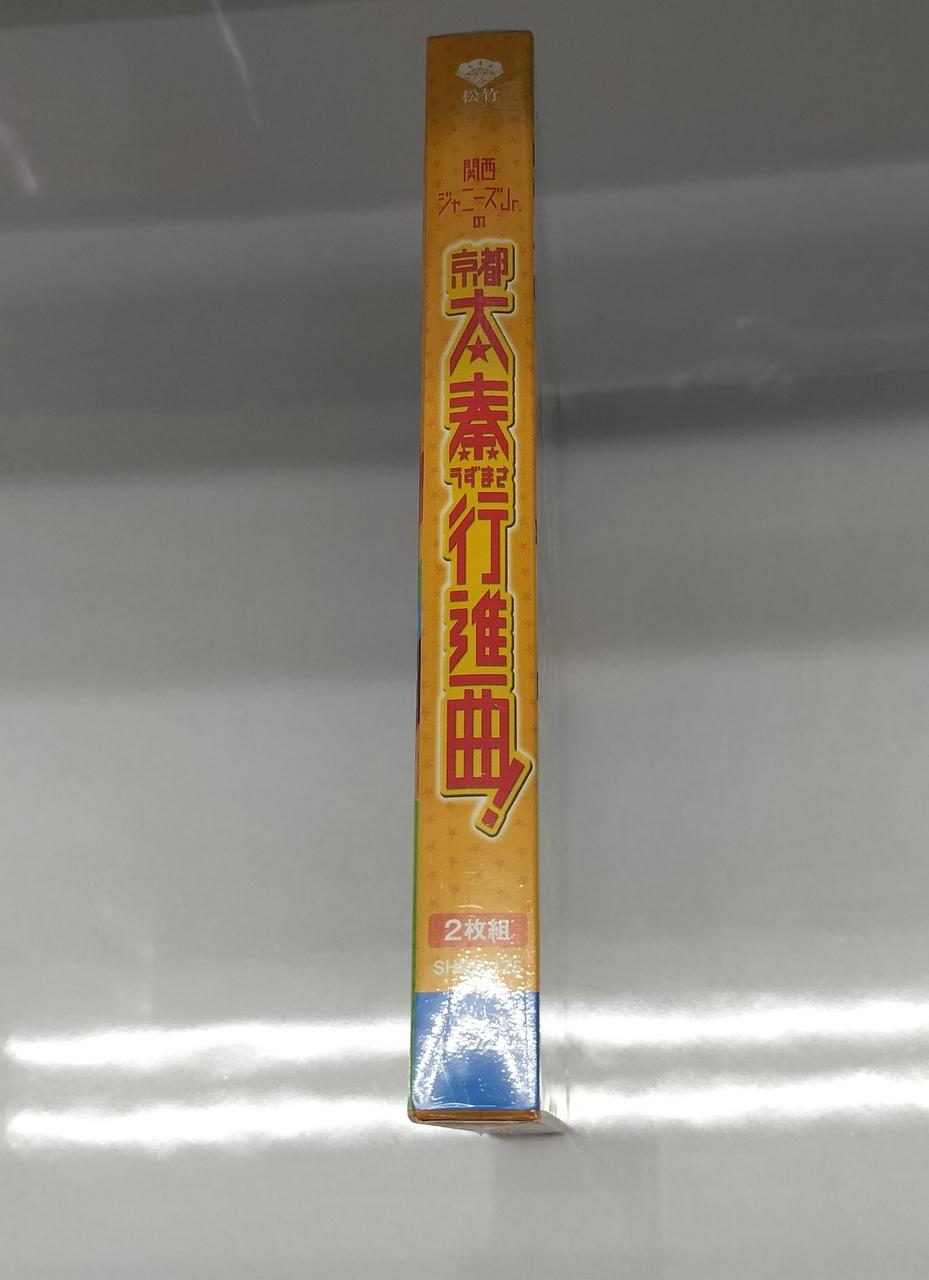 松竹
関西
ジャニーズJr.
の
京都
太
秦
うずまさ
行
進
曲!
2枚組